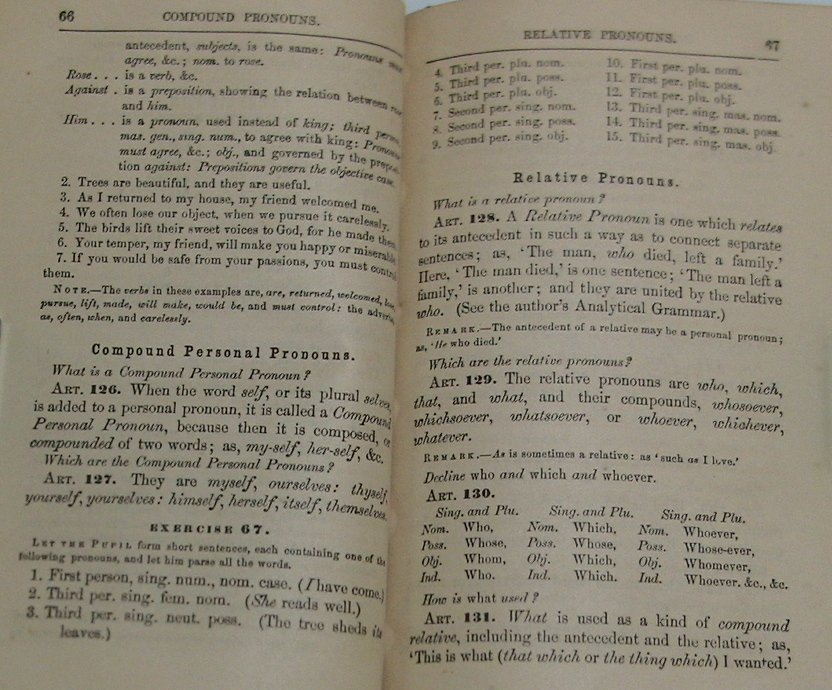 66 COMPOUND PRONOUNS.
antecedent, subjects, is the same: Pronouns must
agree, &c.; nom. to rose.
Rose . . . is a verb, &c.
Against . is a preposition, showing the relation between rose
and him.
Him . . . is a pronoun, used instead of king; third person,
mas. gen., sing. num., to agree with king: Pronouns
must agree, &c.; obj., and governed by the prepo-
tion against: Prepositions govern the objective case.
2. Trees are beautiful, and they are useful.
3. As I returned to my house, my friend welcomed me.
4. We often lose our object, when we pursue it carelessly.
5. The birds lift their sweet voices to God, for he made them.
6. Your temper, my friend, will make you happy or miserable.
7. If you would be safe from your passions, you must control
them.
NOTE.—The verbs in these examples are, are, returned, welcomed, lose,
pursue, lift, made, will make, would be, and must control: the adverbs,
as, often, when, and carelessly.
Compound Personal Pronouns.
What is a Compound Personal Pronoun?
ART. 126. When the word self, or its plural selves,
is added to a personal pronoun, it is called a Compound
Personal Pronoun, because then it is composed, or
compounded of two words; as, my-self, her-self, &c.
Which are the Compound Personal Pronouns?
ART. 127. They are myself, ourselves: thyself,
yourself, yourselves: himself, herself, itself, themselves.
EXERCISE 67.
LET THE PUPIL form short sentences, each containing one of the
following pronouns, and let him parse all the words.
1. First person, sing. num., nom. case. (I have come.)
2. Third per. sing. fem. nom. (She reads well.)
3. Third per. sing. neut. poss. (The tree sheds its
leaves.)
RELATIVE PRONOUNS. 67
4. Third per. plu. nom.
5. Third per. plu. poss.
6. Third per. plu. obj.
7. Second per. sing. nom.
8. Second per. sing. poss.
9. Second per. sing. obj.
10. First per. plu. nom.
11. First per. plu. poss.
12. First per. plu. obj.
13. Third per. sing. mas. nom.
14. Third per. sing. mas. poss.
15. Third per. sing. mas. obj.
Relative Pronouns.
What is a relative pronoun?
ART. 128. A Relative Pronoun is one which relates
to its antecedent in such a way as to connect separate
sentences; as, ‘The man, who died, left a family.’
Here, ‘The man died,’ is one sentence; ‘The man left a
family,’ is another; and they are united by the relative
who. (See the author's Analytical Grammar.)
REMARK.—The antecedent of a relative may be a personal pronoun;
as, ‘He who died.’
Which are the relative pronouns?
ART. 129. The relative pronouns are who, which,
that, and what, and their compounds, whosoever,
whichsoever, whatsoever, or whoever, whichever,
whatever.
REMARK.—As is sometimes a relative: as ‘such as I love.’
Decline who and which and whoever.
ART. 130.
Sing. and Plu. Sing. and Plu. Sing. and Plu.
Nom. Who, Nom. Which, Nom. Whoever,
Poss. Whose, Poss. Whose, Poss. Whose-ever,
Obj. Whom, Obj. Which, Obj. Whomever,
Ind. Who. Ind. Which. Ind. Whoever. &c., &c.
How is what used?
ART. 131. What is used as a kind of compound
relative, including the antecedent and the relative; as,
‘This is what (that which or the thing which) I wanted.’